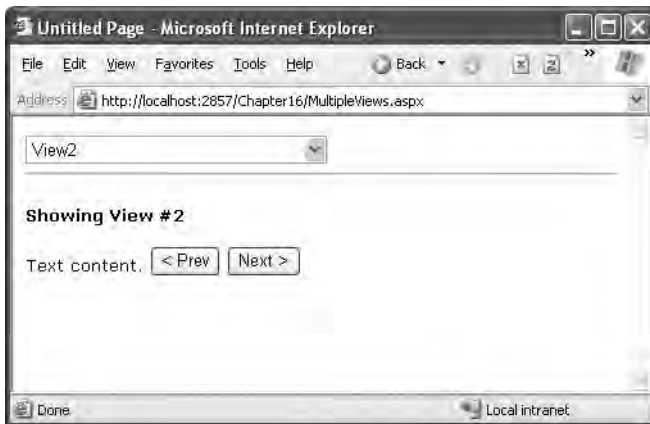 Untitled Page - Microsoft Internet Explorer
File Edit View Favorites Tools Help Back »
Address http://localhost:2857/Chapter16/MultipleViews.aspx
View2
Showing View #2
Text content. < Prev Next >
Done Local intranet